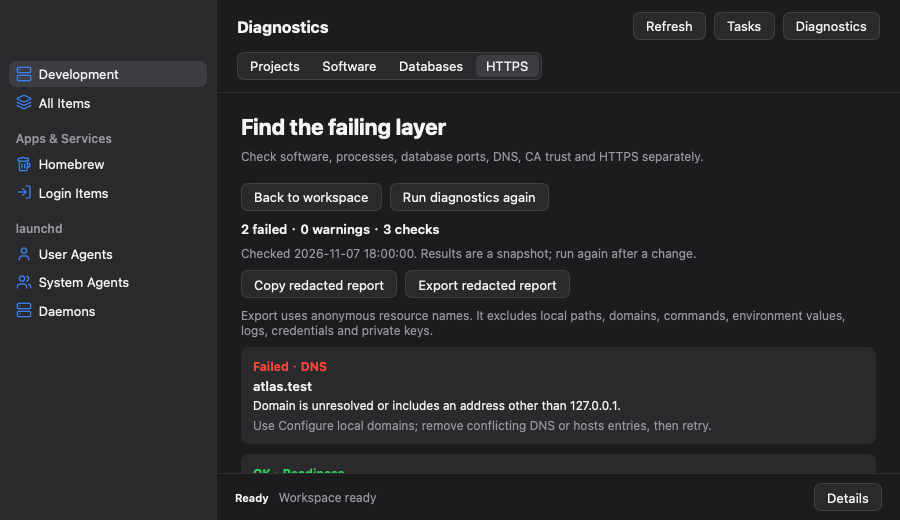 Diagnostics
Refresh
Tasks
Diagnostics
Projects
Software
Databases
HTTPS
Development
All Items
Apps & Services
Homebrew
Login Items
launchd
User Agents
System Agents
Daemons
Find the failing layer
Check software, processes, database ports, DNS, CA trust and HTTPS separately.
Back to workspace
Run diagnostics again
2 failed · 0 warnings · 3 checks
Checked 2026-11-07 18:00:00. Results are a snapshot; run again after a change.
Copy redacted report
Export redacted report
Export uses anonymous resource names. It excludes local paths, domains, commands, environment values,
logs, credentials and private keys.
Failed · DNS
atlas.test
Domain is unresolved or includes an address other than 127.0.0.1.
Use Configure local domains; remove conflicting DNS or hosts entries, then retry.
OK · Readiness
Ready
Workspace ready
Details